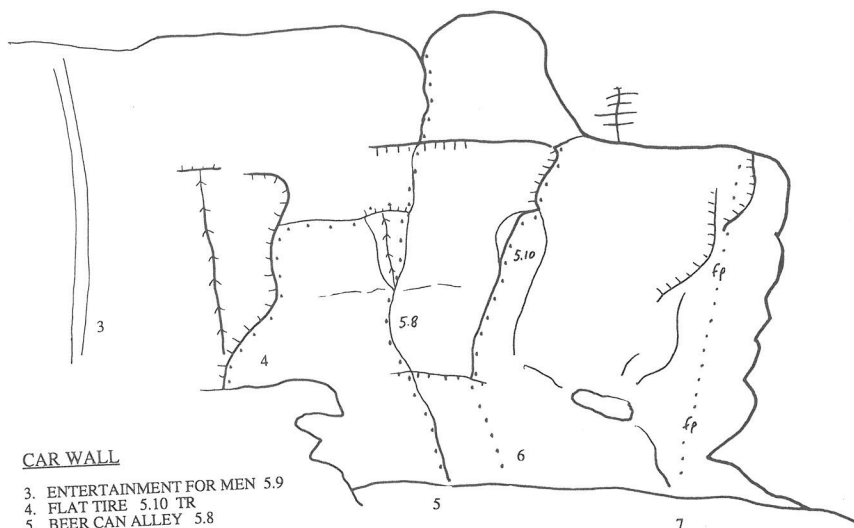 5.10
fp
3
5.8
4
fp
6
CAR WALL
3. ENTERTAINMENT FOR MEN 5.9
4. FLAT TIRE 5.10 TR
5. BEER CAN ALLEY 5.8
5
7